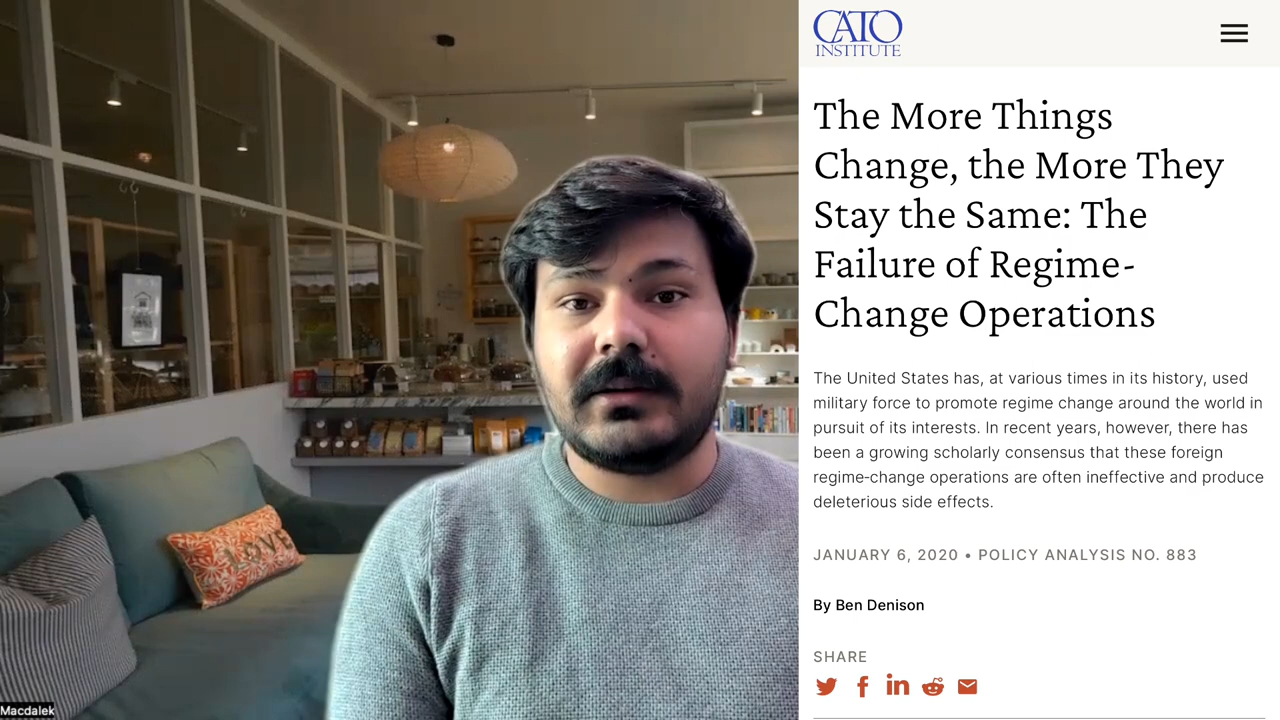 LOVE
Macdalek
CATO
INSTITUTE
The More Things
Change, the More They
Stay the Same: The
Failure of Regime-
Change Operations
The United States has, at various times in its history, used
military force to promote regime change around the world in
pursuit of its interests. In recent years, however, there has
been a growing scholarly consensus that these foreign
regime-change operations are often ineffective and produce
deleterious side effects.
JANUARY 6, 2020 • POLICY ANALYSIS NO. 883
By Ben Denison
SHARE